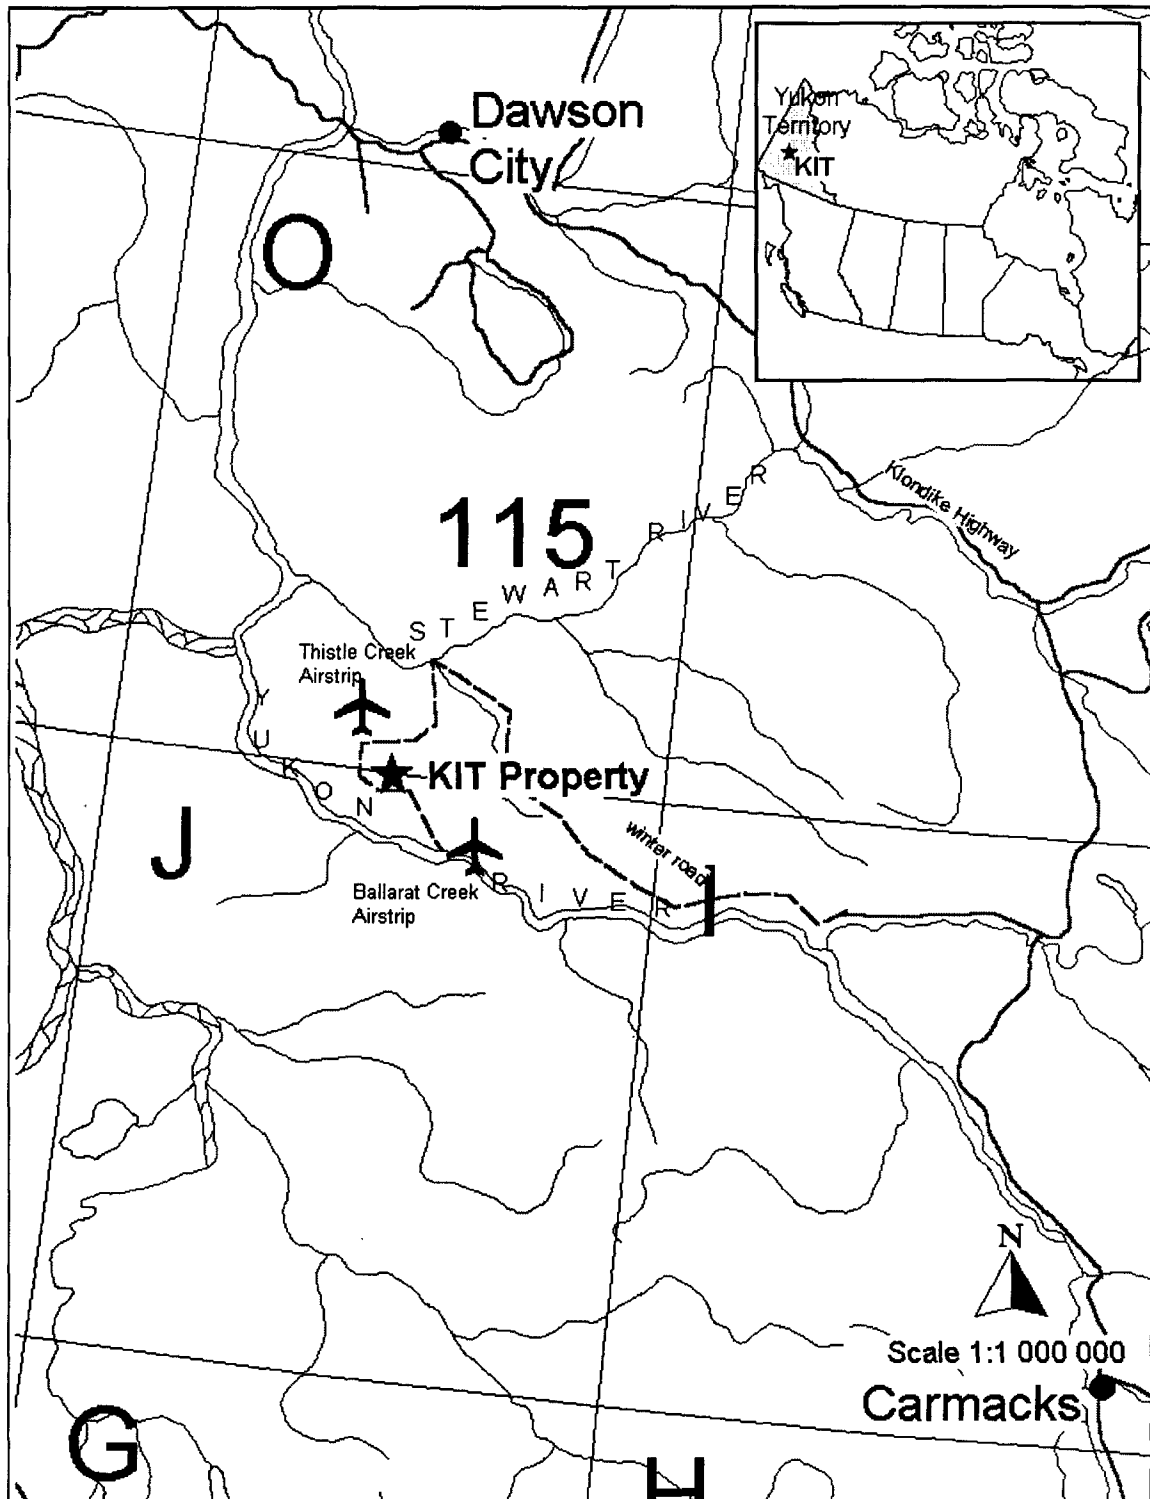 Dawson
City
Yukon
Territory
KIT
O
Klondike Highway
115
STEWART RIVER
Thistle Creek
Airstrip
YUKON RIVER
KIT Property
J
winter road
I
Ballarat Creek
Airstrip
N
Scale 1:1 000 000
Carmacks
G
H